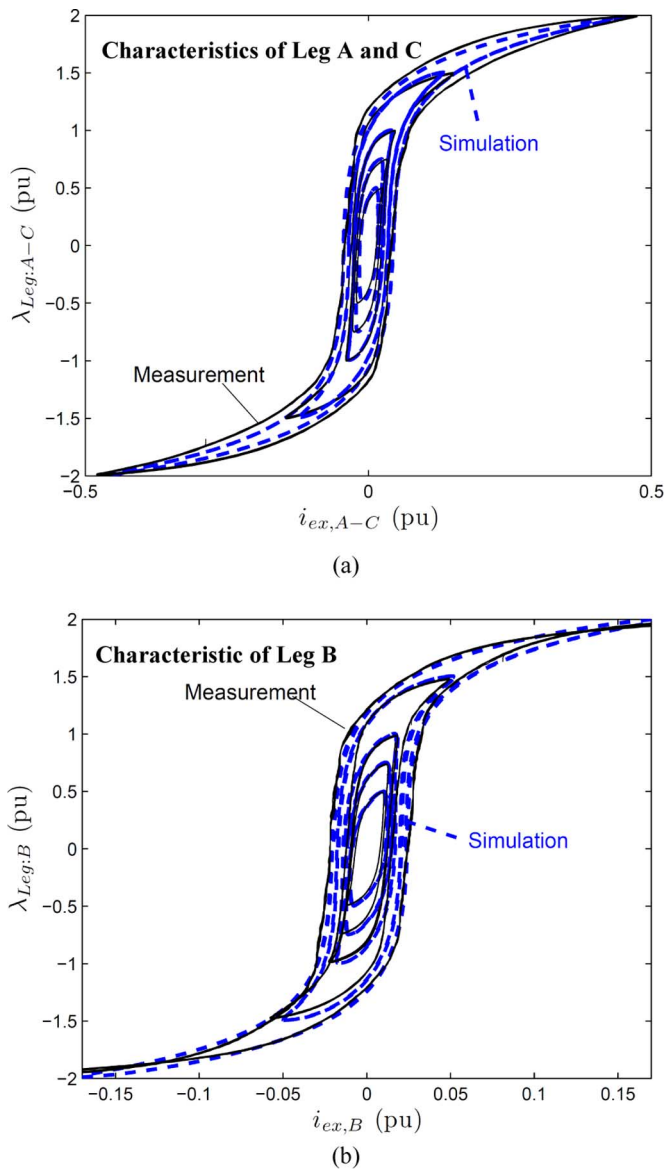 2
Characteristics of Leg A and C
1.5
1
Simulation
0.5
0
λLeg:A−C (pu)
−0.5
−1
Measurement
−1.5
−2
−0.5 0 0.5
iex,A−C (pu)
(a)
2
Characteristic of Leg B
1.5
Measurement
1
0.5
Simulation
0
λLeg:B (pu)
−0.5
−1
−1.5
−2
−0.15 −0.1 −0.05 0 0.05 0.1 0.15
iex,B (pu)
(b)